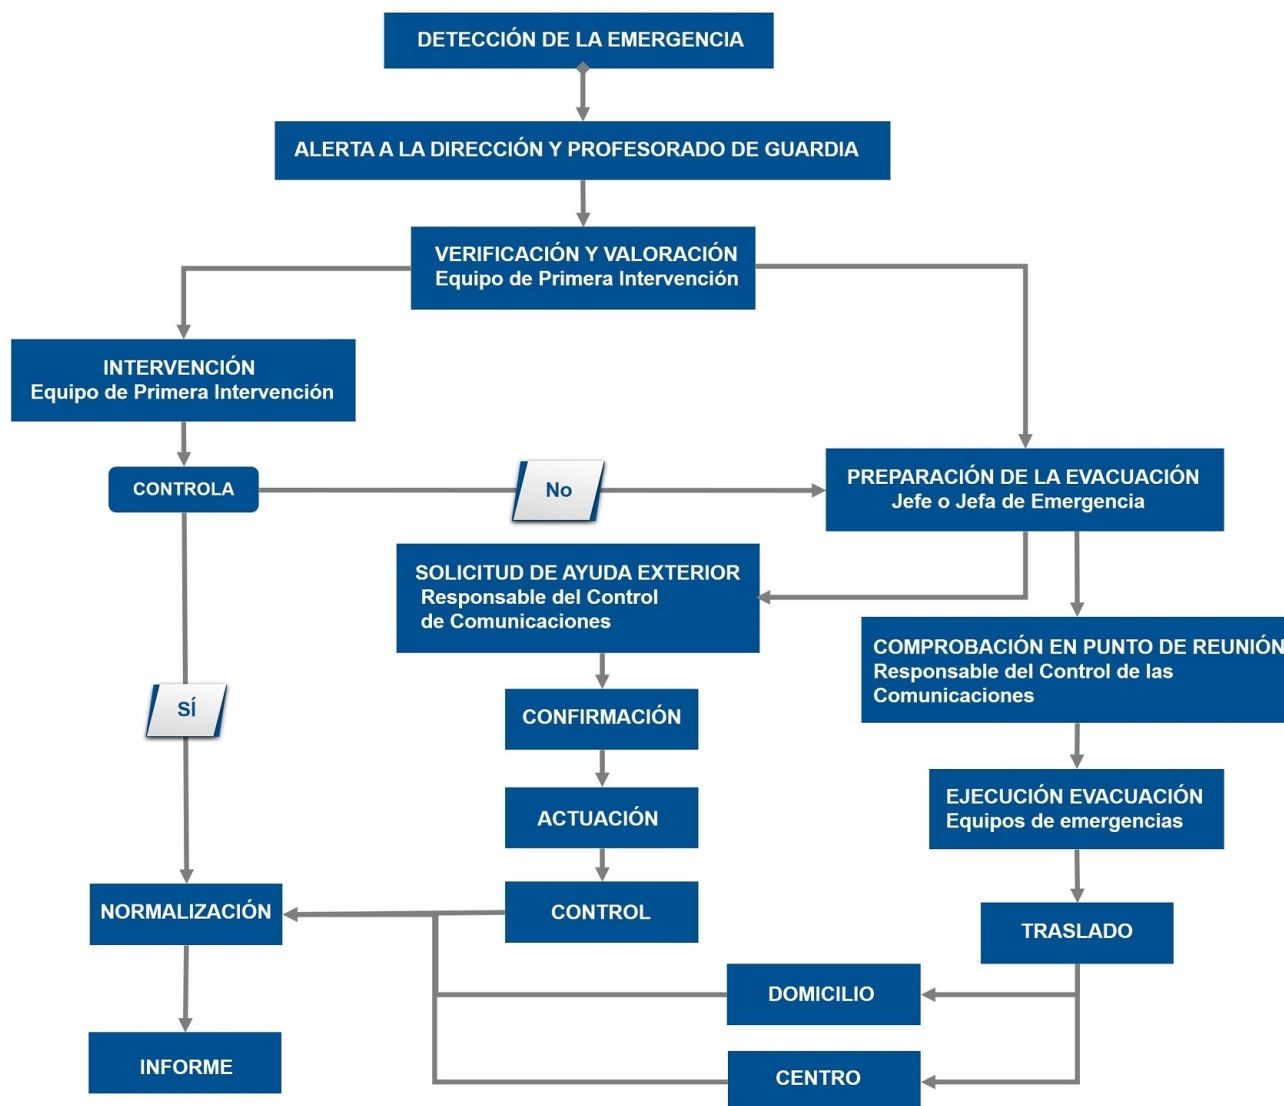 DETECCIÓN DE LA EMERGENCIA
ALERTA A LA DIRECCIÓN Y PROFESORADO DE GUARDIA
VERIFICACIÓN Y VALORACIÓN
Equipo de Primera Intervención
INTERVENCIÓN
Equipo de Primera Intervención
CONTROLA
No
PREPARACIÓN DE LA EVACUACIÓN
Jefe o Jefa de Emergencia
SOLICITUD DE AYUDA EXTERIOR
Responsable del Control
de Comunicaciones
COMPROBACIÓN EN PUNTO DE REUNIÓN
Responsable del Control de las
Comunicaciones
SÍ
CONFIRMACIÓN
EJECUCIÓN EVACUACIÓN
Equipos de emergencias
ACTUACIÓN
NORMALIZACIÓN
CONTROL
TRASLADO
DOMICILIO
INFORME
CENTRO